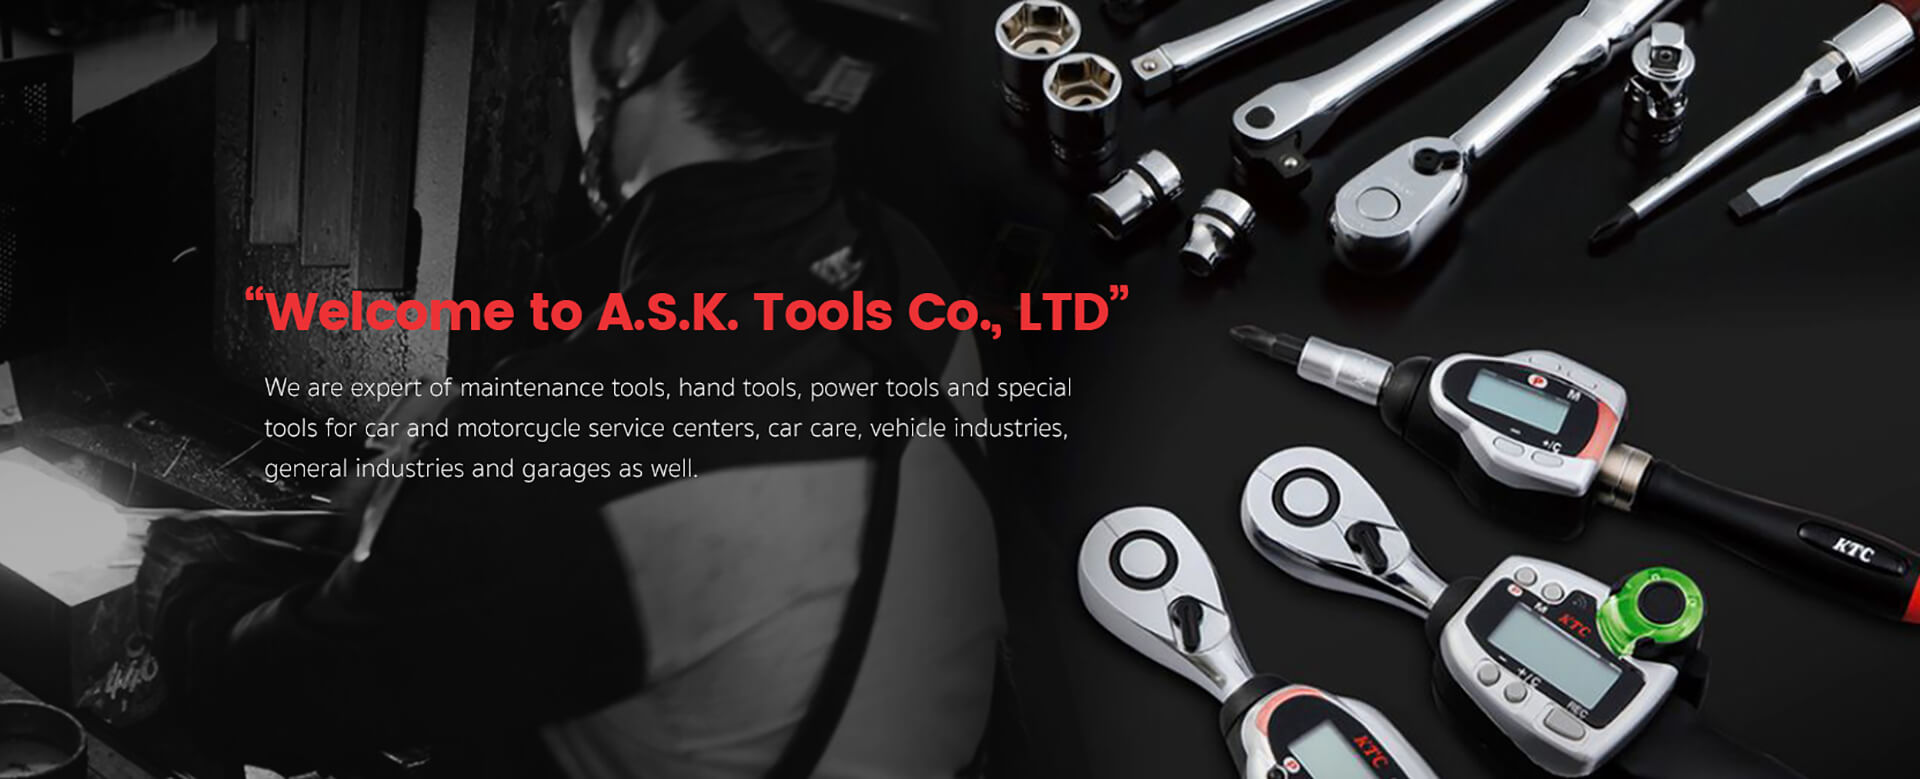 “Welcome to A.S.K. Tools Co., LTD”
We are expert of maintenance tools, hand tools, power tools and special
tools for car and motorcycle service centers, car care, vehicle industries,
general industries and garages as well.
P
M
+/C
KTC
P
M
KTC
+/C
REC
KTC
P